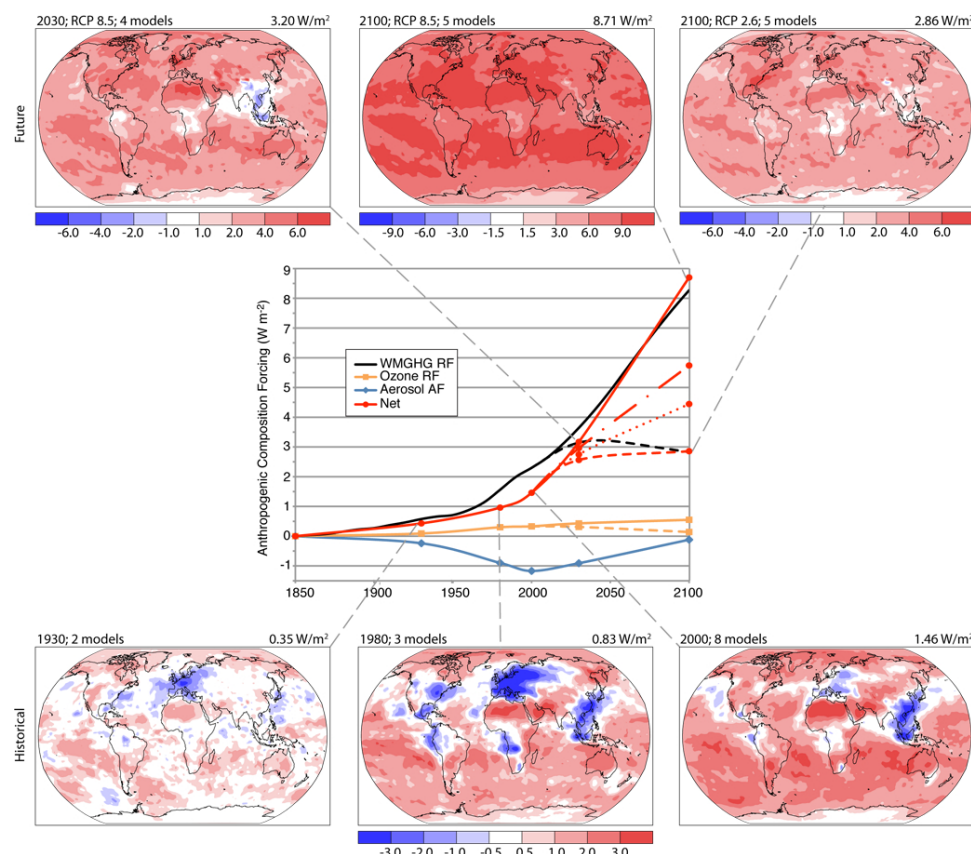 2030; RCP 8.5; 4 models 3.20 W/m²
2100; RCP 8.5; 5 models 8.71 W/m²
2100; RCP 2.6; 5 models 2.86 W/m²
Future
-6.0 -4.0 -2.0 -1.0 1.0 2.0 4.0 6.0
-9.0 -6.0 -3.0 -1.5 1.5 3.0 6.0 9.0
-6.0 -4.0 -2.0 -1.0 1.0 2.0 4.0 6.0
Anthropogenic Composition Forcing (W m⁻²)
9
8
7
6
5
4
3
2
1
0
-1
WMGHG RF
Ozone RF
Aerosol AF
Net
1850 1900 1950 2000 2050 2100
1930; 2 models 0.35 W/m²
1980; 3 models 0.83 W/m²
2000; 8 models 1.46 W/m²
Historical
-3.0 -2.0 -1.0 -0.5 0.5 1.0 2.0 3.0